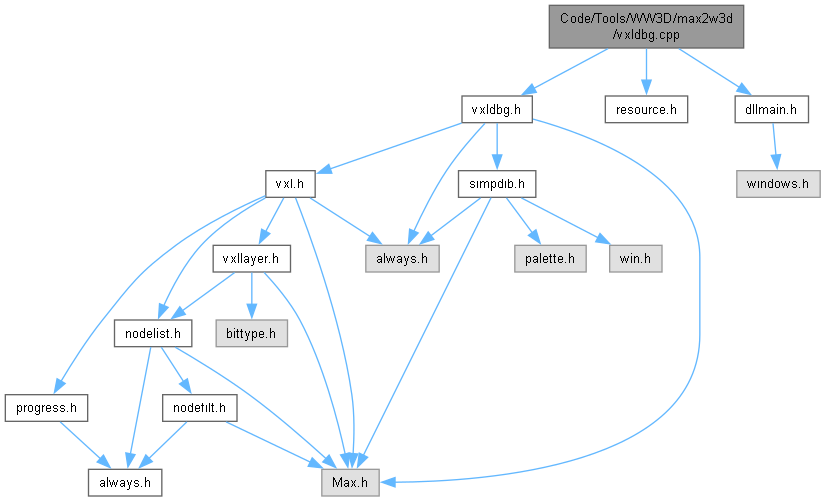 Code/Tools/WW3D/max2w3d
/vxldbg.cpp
vxldbg.h
resource.h
dllmain.h
vxl.h
simpdib.h
windows.h
vxllayer.h
always.h
palette.h
win.h
nodelist.h
bittype.h
progress.h
nodefilt.h
always.h
Max.h